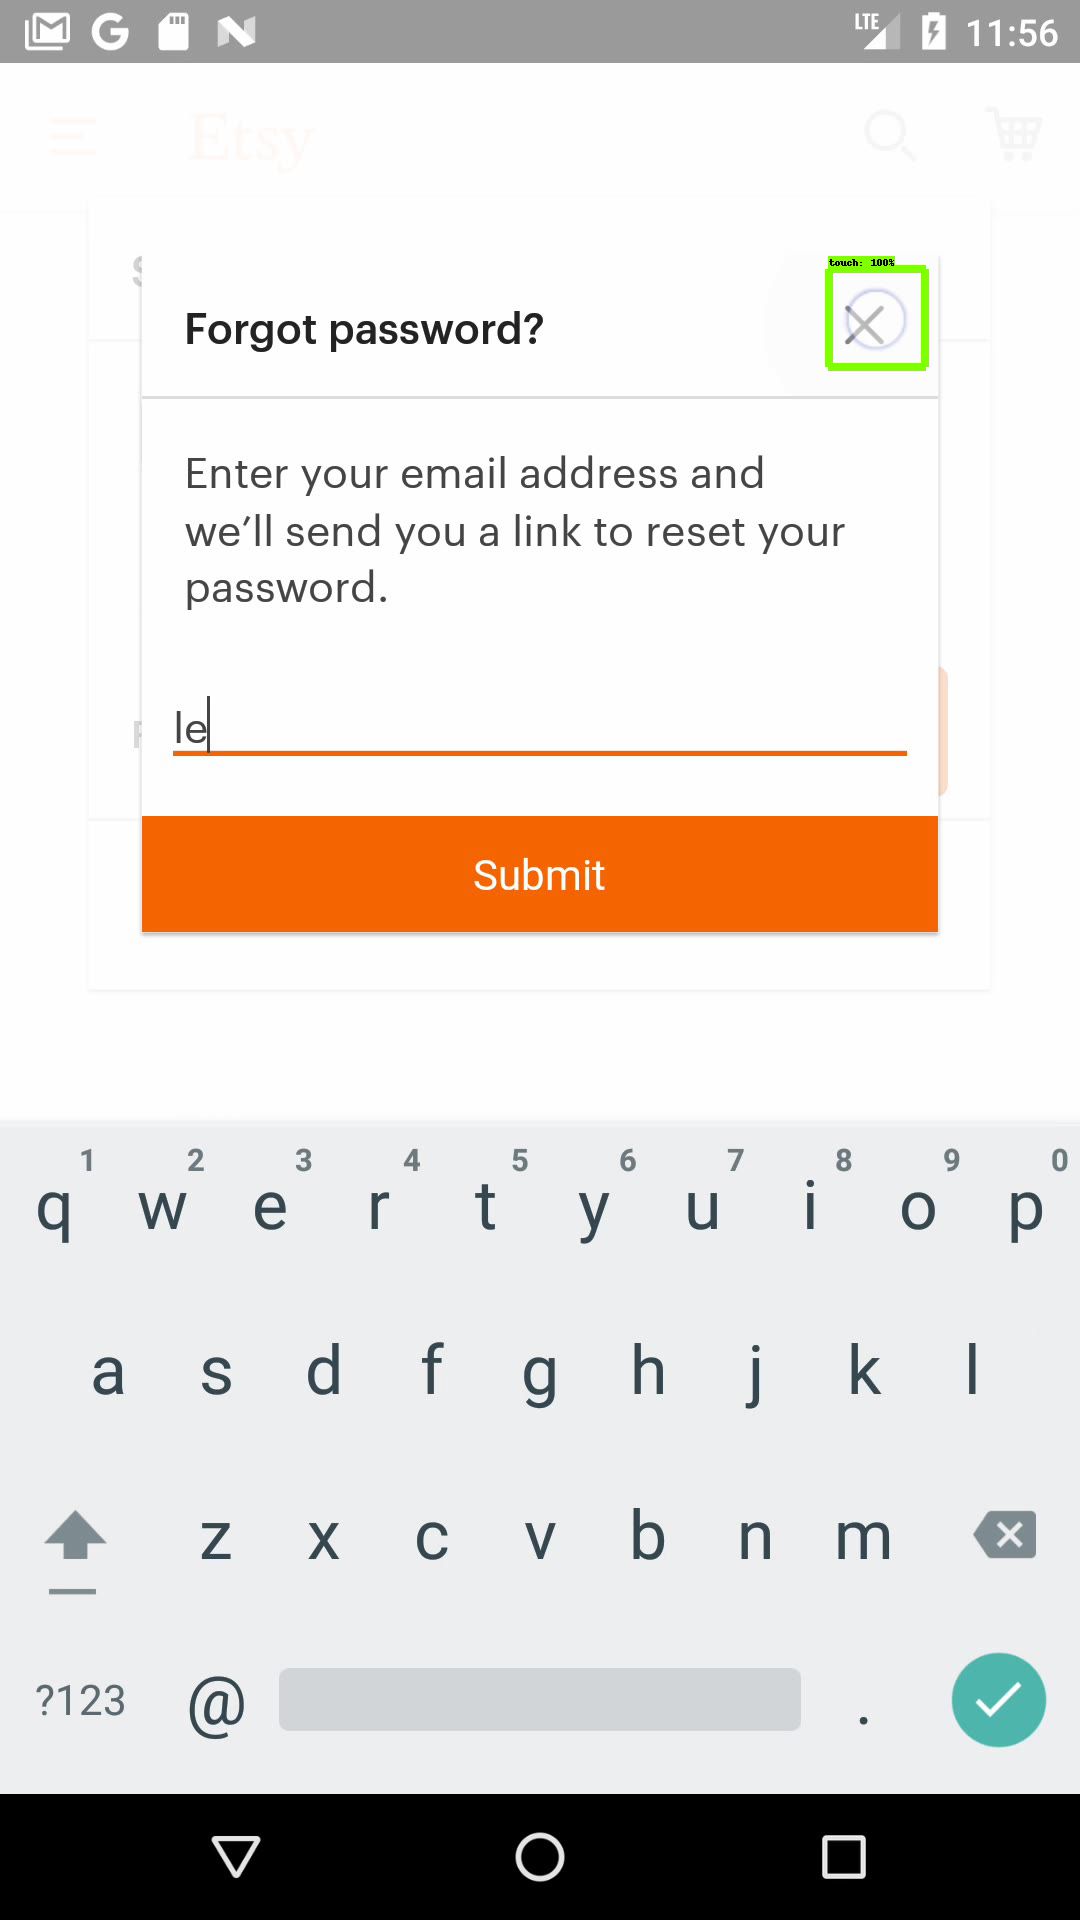 11:56
LTE
Etsy
touch: 100%
Forgot password?
Enter your email address and
we’ll send you a link to reset your
password.
le
Submit
1 2 3 4 5 6 7 8 9 0
q w e r t y u i o p
a s d f g h j k l
z x c v b n m
?123 @ .